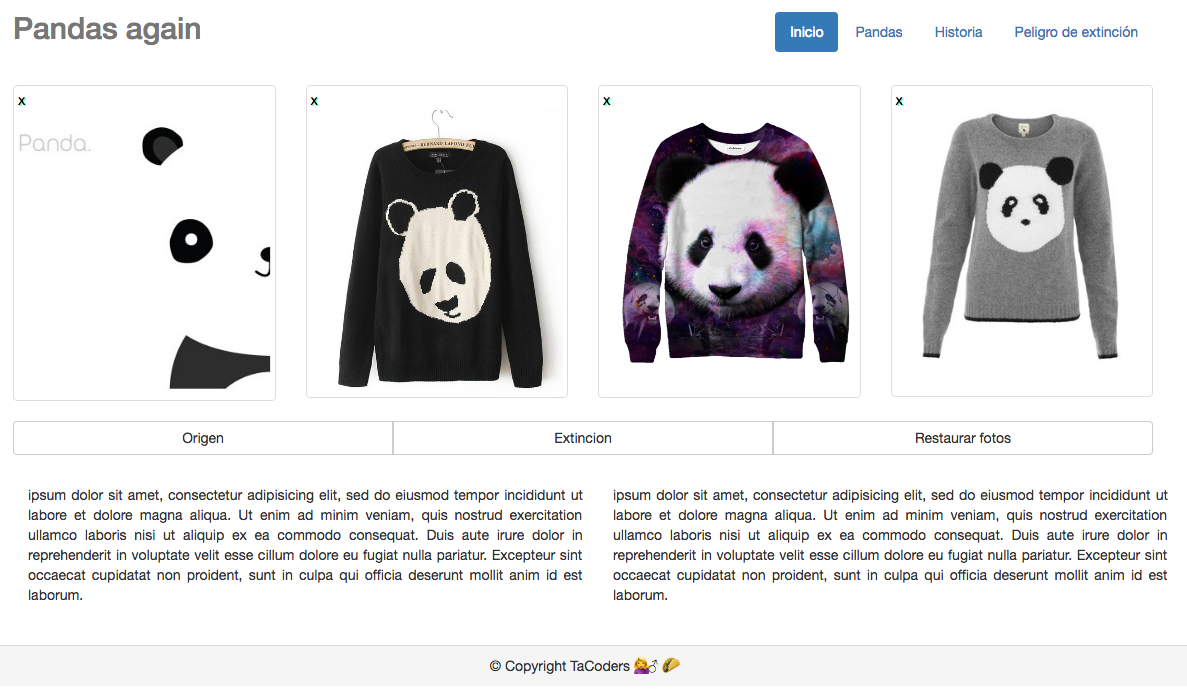 Pandas again
Inicio Pandas Historia Peligro de extinción
x x x x
Panda.
BERNARD LAFOND
Origen Extincion Restaurar fotos
ipsum dolor sit amet, consectetur adipisicing elit, sed do eiusmod tempor incididunt ut
labore et dolore magna aliqua. Ut enim ad minim veniam, quis nostrud exercitation
ullamco laboris nisi ut aliquip ex ea commodo consequat. Duis aute irure dolor in
reprehenderit in voluptate velit esse cillum dolore eu fugiat nulla pariatur. Excepteur sint
occaecat cupidatat non proident, sunt in culpa qui officia deserunt mollit anim id est
laborum.
ipsum dolor sit amet, consectetur adipisicing elit, sed do eiusmod tempor incididunt ut
labore et dolore magna aliqua. Ut enim ad minim veniam, quis nostrud exercitation
ullamco laboris nisi ut aliquip ex ea commodo consequat. Duis aute irure dolor in
reprehenderit in voluptate velit esse cillum dolore eu fugiat nulla pariatur. Excepteur sint
occaecat cupidatat non proident, sunt in culpa qui officia deserunt mollit anim id est
laborum.
© Copyright TaCoders 🙋♂ 🌮